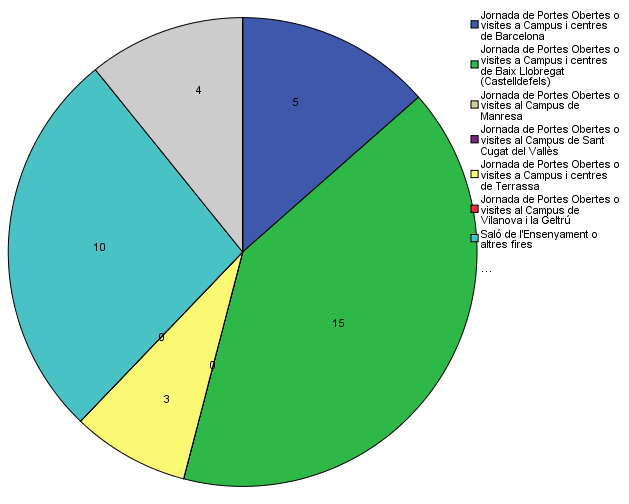 Jornada de Portes Obertes o
visites a Campus i centres
de Barcelona
Jornada de Portes Obertes o
visites a Campus i centres
de Baix Llobregat
(Castelldefels)
Jornada de Portes Obertes o
visites al Campus de
Manresa
Jornada de Portes Obertes o
visites al Campus de Sant
Cugat del Vallès
Jornada de Portes Obertes o
visites a Campus i centres
de Terrassa
Jornada de Portes Obertes o
visites al Campus de
Vilanova i la Geltrú
Saló de l'Ensenyament o
altres fires
...
4
5
10
15
0
0
3